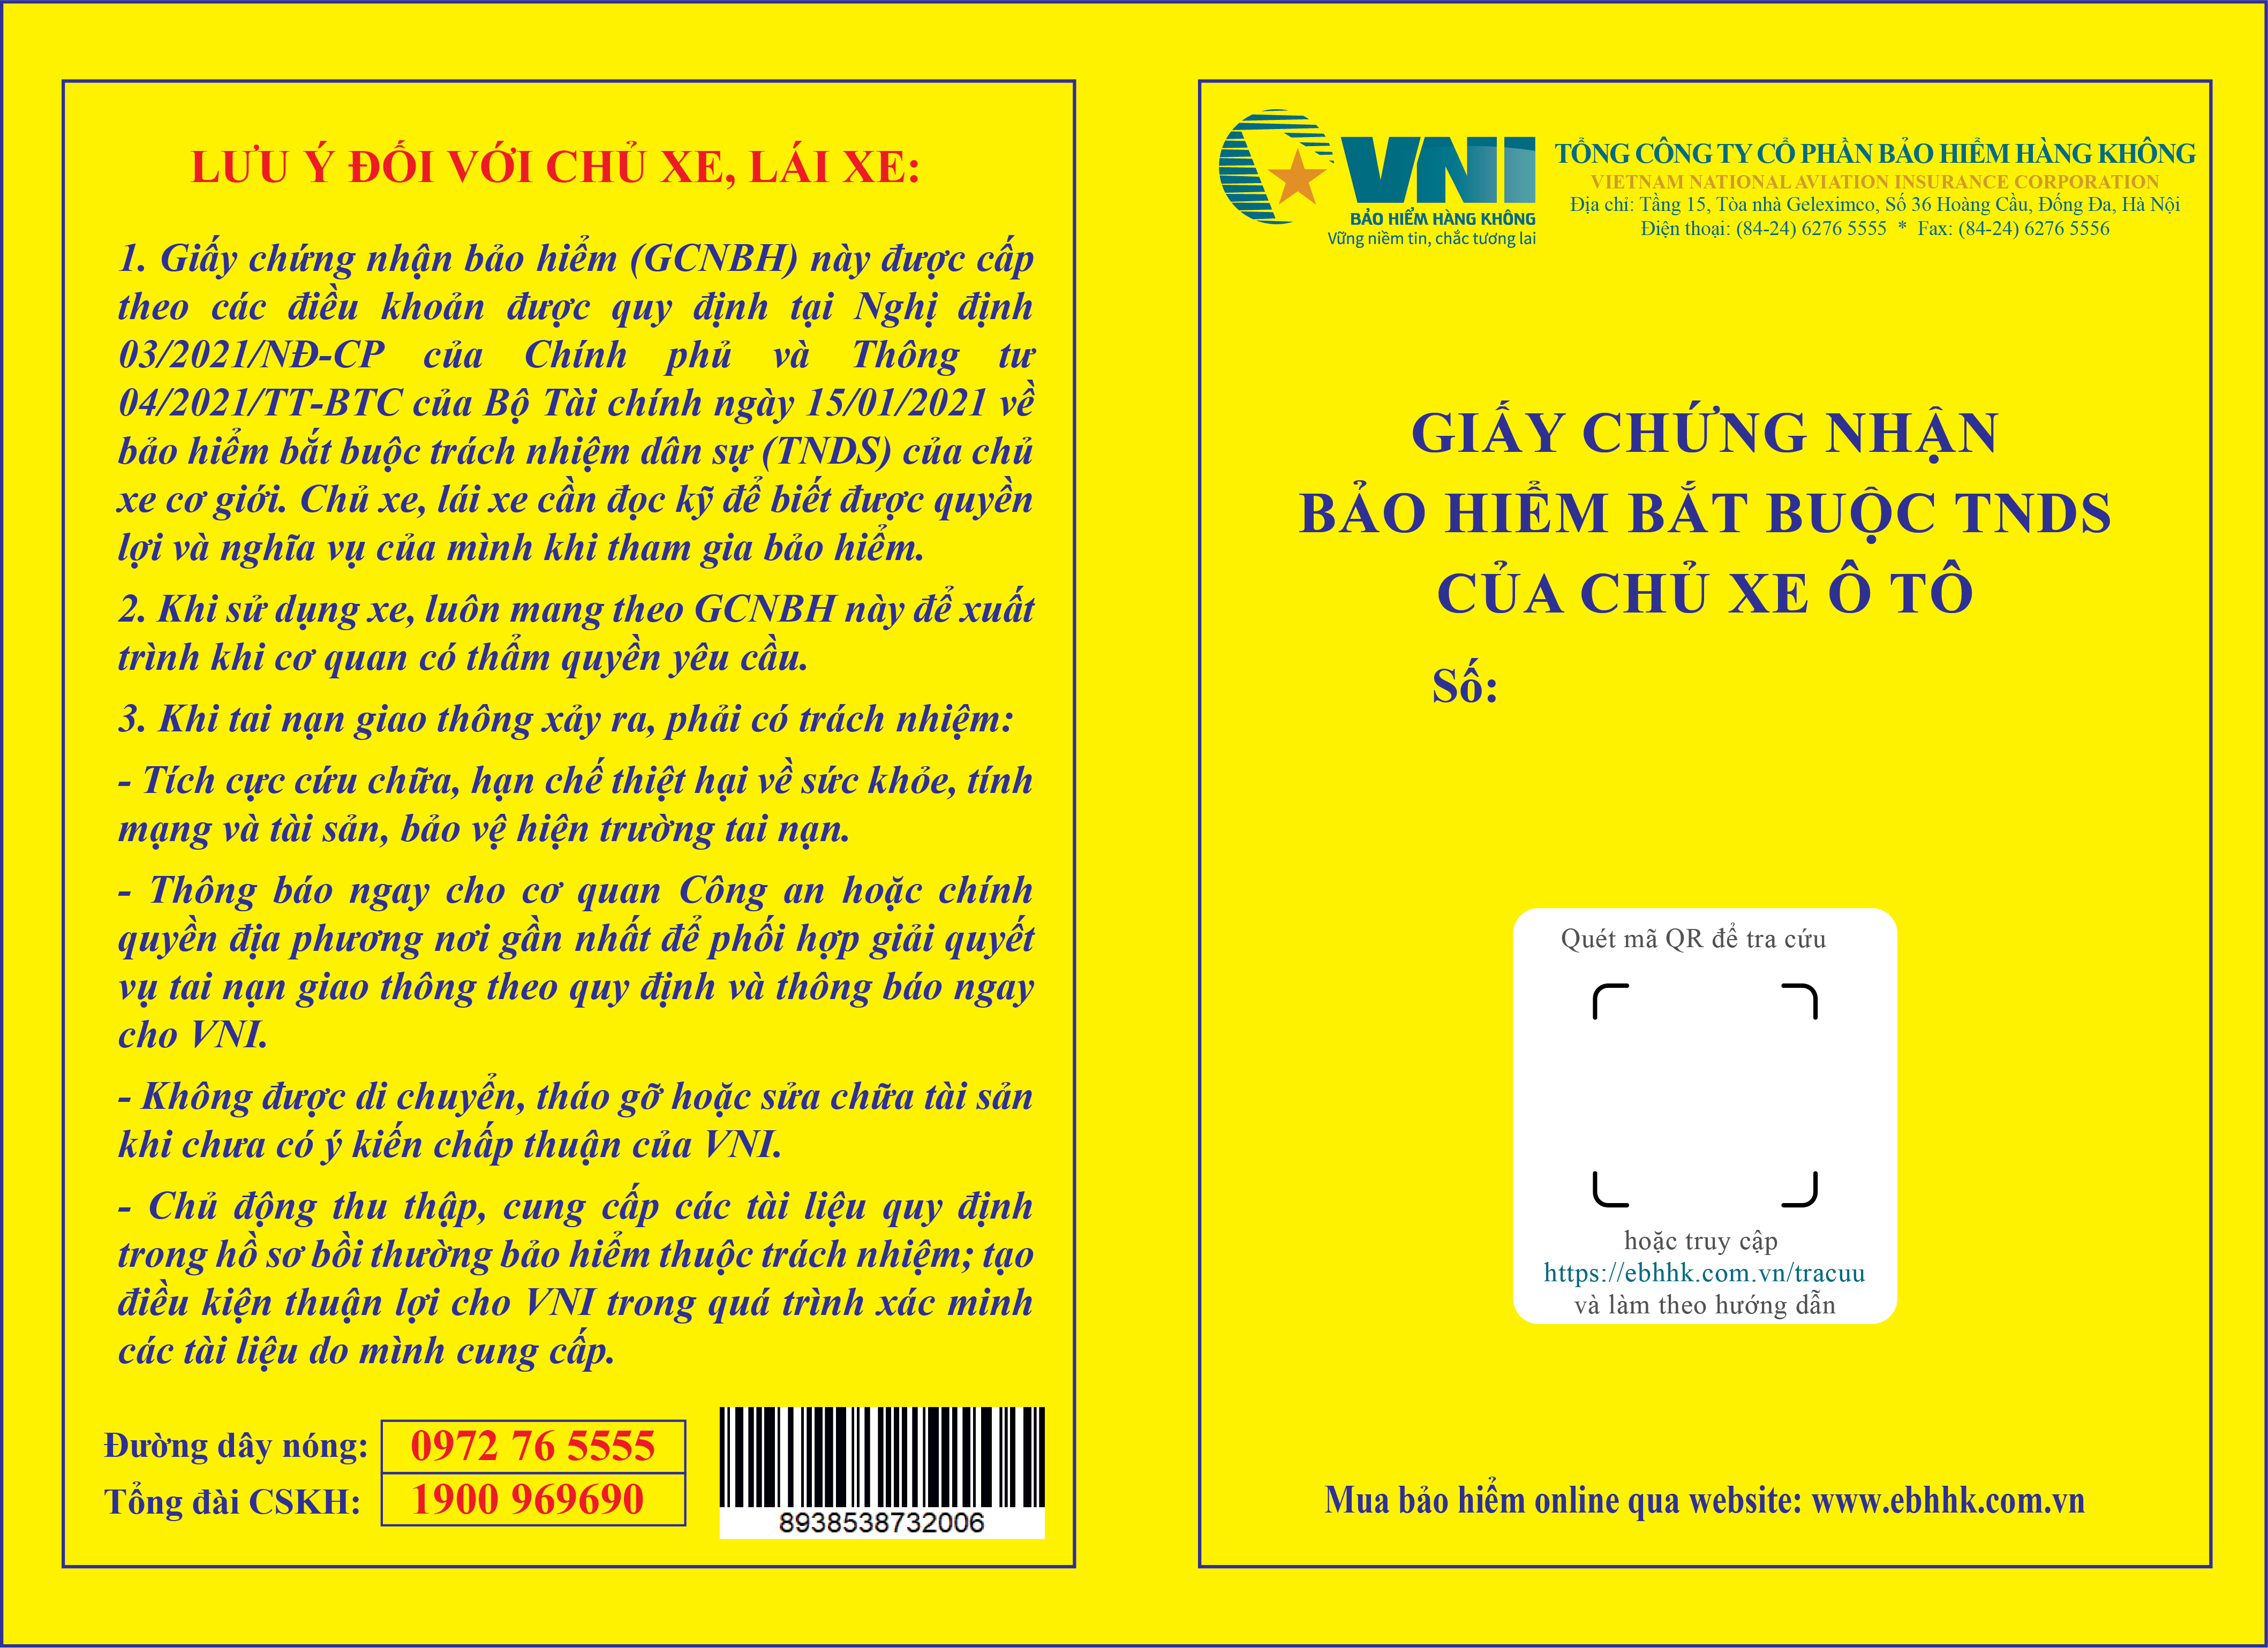 LƯU Ý ĐỐI VỚI CHỦ XE, LÁI XE:
1. Giấy chứng nhận bảo hiểm (GCNBH) này được cấp
theo các điều khoản được quy định tại Nghị định
03/2021/NĐ-CP của Chính phủ và Thông tư
04/2021/TT-BTC của Bộ Tài chính ngày 15/01/2021 về
bảo hiểm bắt buộc trách nhiệm dân sự (TNDS) của chủ
xe cơ giới. Chủ xe, lái xe cần đọc kỹ để biết được quyền
lợi và nghĩa vụ của mình khi tham gia bảo hiểm.
2. Khi sử dụng xe, luôn mang theo GCNBH này để xuất
trình khi cơ quan có thẩm quyền yêu cầu.
3. Khi tai nạn giao thông xảy ra, phải có trách nhiệm:
- Tích cực cứu chữa, hạn chế thiệt hại về sức khỏe, tính
mạng và tài sản, bảo vệ hiện trường tai nạn.
- Thông báo ngay cho cơ quan Công an hoặc chính
quyền địa phương nơi gần nhất để phối hợp giải quyết
vụ tai nạn giao thông theo quy định và thông báo ngay
cho VNI.
- Không được di chuyển, tháo gỡ hoặc sửa chữa tài sản
khi chưa có ý kiến chấp thuận của VNI.
- Chủ động thu thập, cung cấp các tài liệu quy định
trong hồ sơ bồi thường bảo hiểm thuộc trách nhiệm; tạo
điều kiện thuận lợi cho VNI trong quá trình xác minh
các tài liệu do mình cung cấp.
Đường dây nóng: 0972 76 5555
Tổng đài CSKH: 1900 969690
8938538732006
VNI
BẢO HIỂM HÀNG KHÔNG
Vững niềm tin, chắc tương lai
TỔNG CÔNG TY CỔ PHẦN BẢO HIỂM HÀNG KHÔNG
VIETNAM NATIONAL AVIATION INSURANCE CORPORATION
Địa chỉ: Tầng 15, Tòa nhà Geleximco, Số 36 Hoàng Cầu, Đống Đa, Hà Nội
Điện thoại: (84-24) 6276 5555 * Fax: (84-24) 6276 5556
GIẤY CHỨNG NHẬN
BẢO HIỂM BẮT BUỘC TNDS
CỦA CHỦ XE Ô TÔ
Số:
Quét mã QR để tra cứu
hoặc truy cập
https://ebhhk.com.vn/tracuu
và làm theo hướng dẫn
Mua bảo hiểm online qua website: www.ebhhk.com.vn